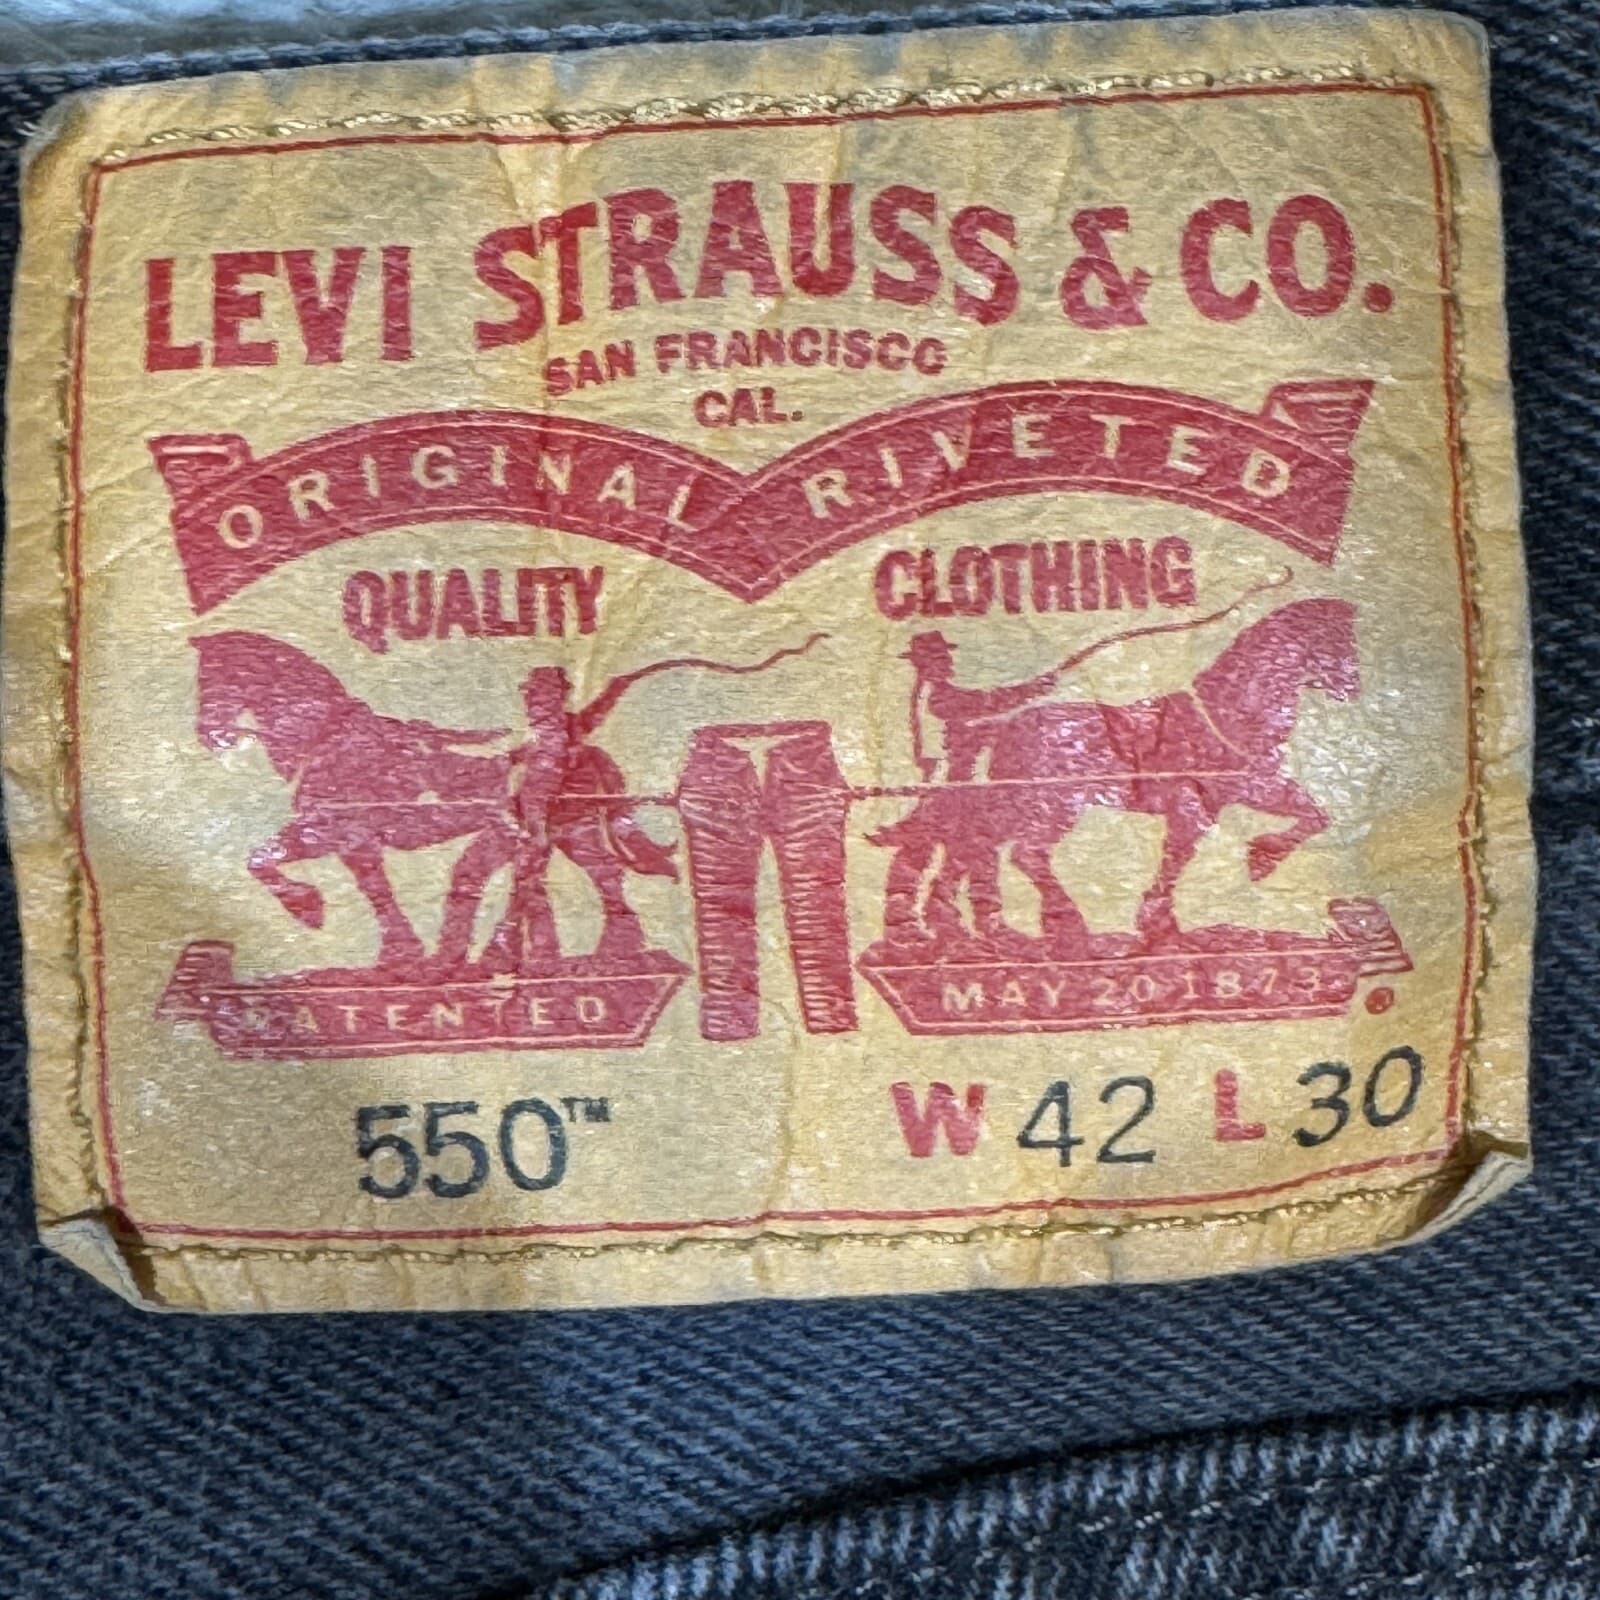 LEVI STRAUSS & CO.
SAN FRANCISCO
CAL.
ORIGINAL RIVETED
QUALITY CLOTHING
PATENTED MAY 20 1873 ®
550™ W 42 L 30